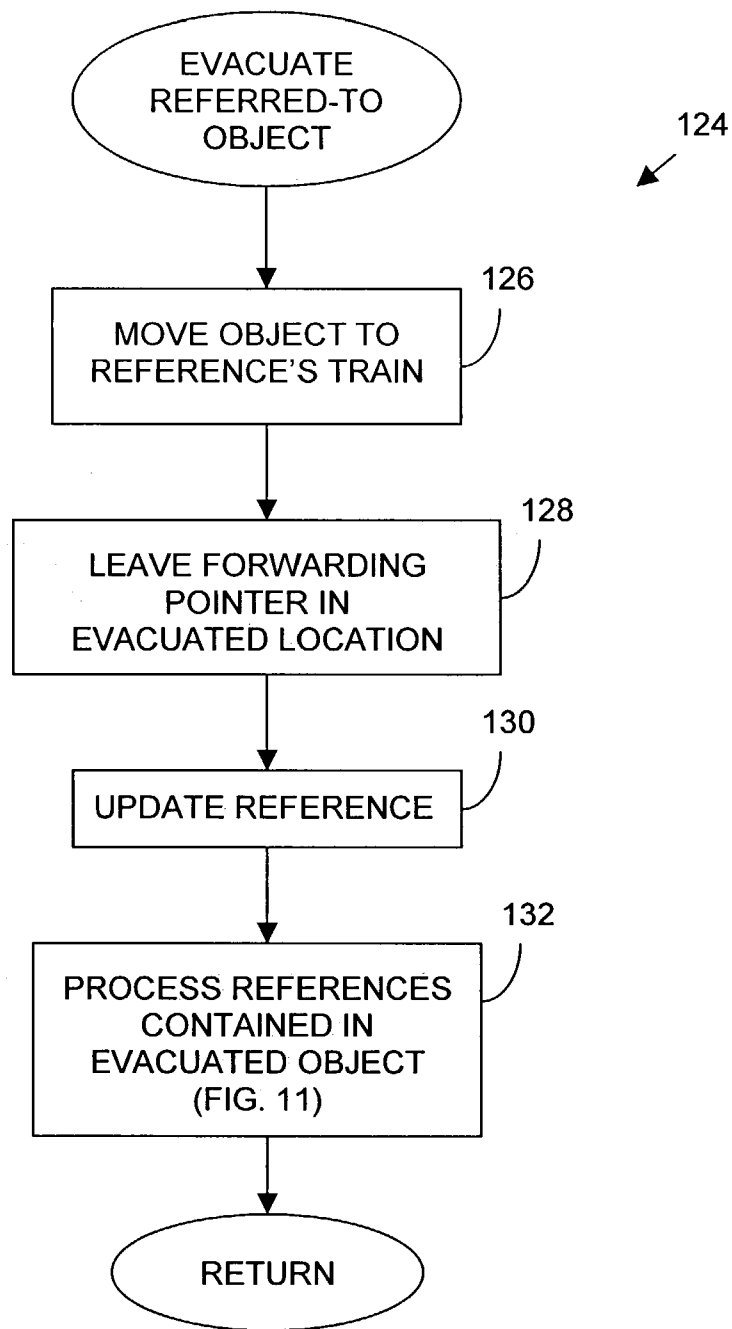 EVACUATE
REFERRED-TO
OBJECT
124
126
MOVE OBJECT TO
REFERENCE'S TRAIN
128
LEAVE FORWARDING
POINTER IN
EVACUATED LOCATION
130
UPDATE REFERENCE
132
PROCESS REFERENCES
CONTAINED IN
EVACUATED OBJECT
(FIG. 11)
RETURN